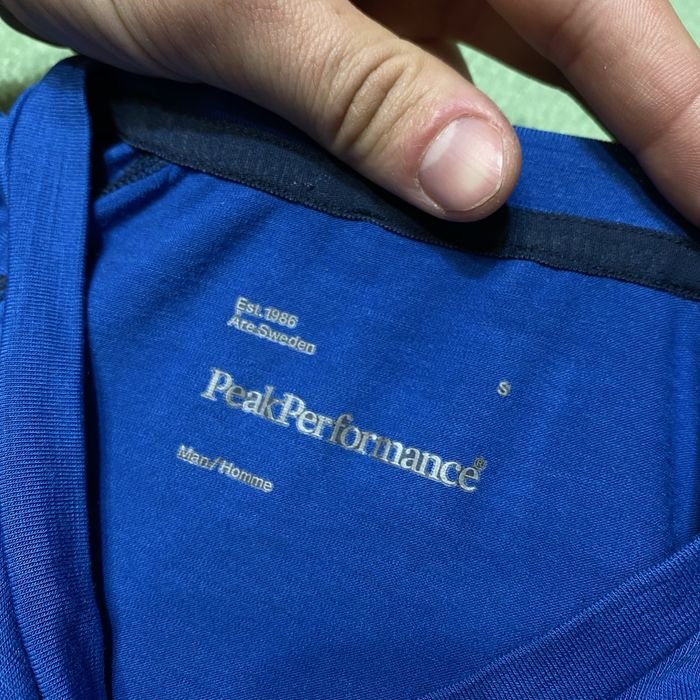 Est. 1986
Åre Sweden
S
PeakPerformance®
Man/Homme